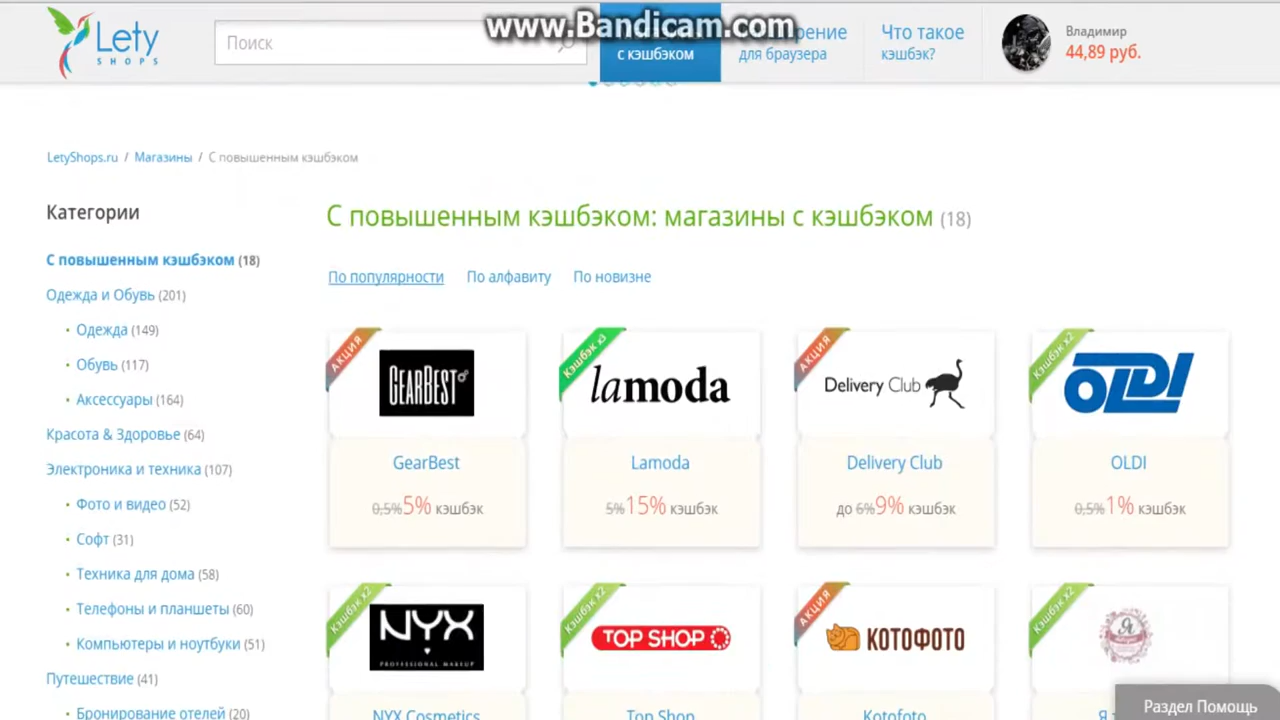 www.Bandicam.com
Lety
SHOPS
Поиск
с кэшбэком
рение
для браузера
Что такое
кэшбэк?
Владимир
44,89 руб.
LetyShops.ru / Магазины / С повышенным кэшбэком
Категории
С повышенным кэшбэком (18)
Одежда и Обувь (201)
Одежда (149)
Обувь (117)
Аксессуары (164)
Красота & Здоровье (64)
Электроника и техника (107)
Фото и видео (52)
Софт (31)
Техника для дома (58)
Телефоны и планшеты (60)
Компьютеры и ноутбуки (51)
Путешествие (41)
Бронирование отелей (20)
С повышенным кэшбэком: магазины с кэшбэком (18)
По популярности По алфавиту По новизне
АКЦИЯ
GEARBEST
GearBest
0,5%5% кэшбэк
Кэшбэк x3
lamoda
Lamoda
5%15% кэшбэк
АКЦИЯ
Delivery Club
Delivery Club
до 6%9% кэшбэк
Кэшбэк x2
OLDI
OLDI
0,5%1% кэшбэк
Кэшбэк x2
NYX
PROFESSIONAL MAKEUP
NYX Cosmetics
Кэшбэк x2
TOP SHOP
Top Shop
АКЦИЯ
КОТОФОТО
Kotofoto
Кэшбэк x2
Я
Раздел Помощь